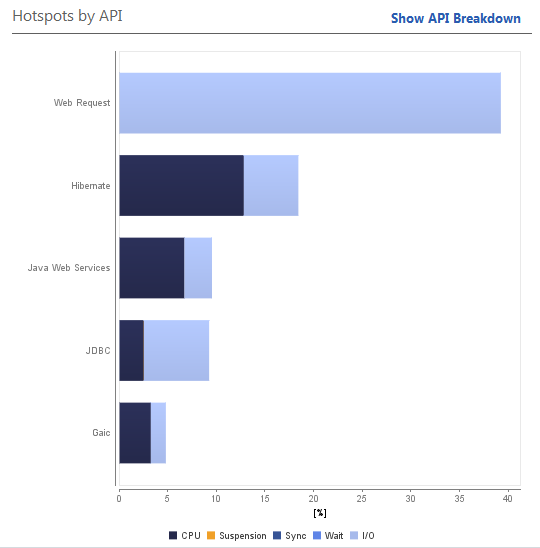 Hotspots by API
Show API Breakdown
Web Request
Hibernate
Java Web Services
JDBC
Gaic
0 5 10 15 20 25 30 35 40
[%]
CPU Suspension Sync Wait I/O